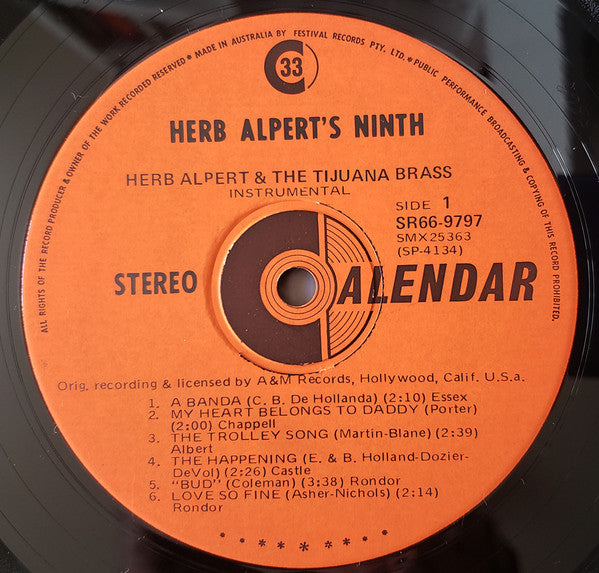 ALL RIGHTS OF THE RECORD PRODUCER & OWNER OF THE WORK RECORDED RESERVED * MADE IN AUSTRALIA BY FESTIVAL RECORDS PTY. LTD. * PUBLIC PERFORMANCE BROADCASTING & COPYING OF THIS RECORD PROHIBITED.
33
HERB ALPERT'S NINTH
HERB ALPERT & THE TIJUANA BRASS
INSTRUMENTAL
SIDE 1
SR66-9797
SMX25363
(SP-4134)
STEREO
CALENDAR
Orig. recording & licensed by A&M Records, Hollywood, Calif. U.S.a.
1. A BANDA (C. B. De Hollanda) (2:10) Essex
2. MY HEART BELONGS TO DADDY (Porter)
(2:00) Chappell
3. THE TROLLEY SONG (Martin-Blane) (2:39)
Albert
4. THE HAPPENING (E. & B. Holland-Dozier-
DeVol) (2:26) Castle
5. "BUD" (Coleman) (3:38) Rondor
6. LOVE SO FINE (Asher-Nichols) (2:14)
Rondor